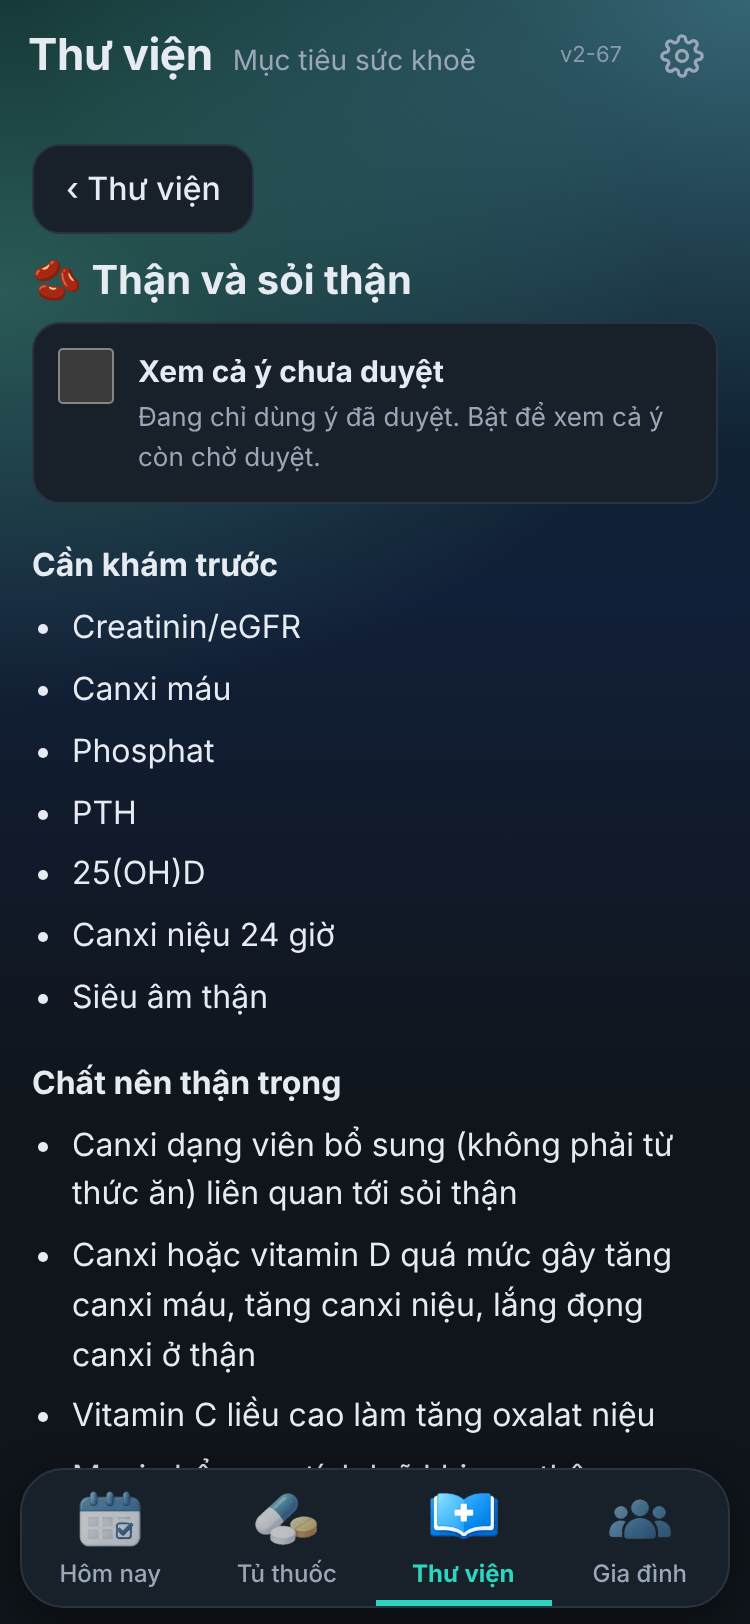 Thư viện Mục tiêu sức khoẻ v2-67
‹ Thư viện
Thận và sỏi thận
Xem cả ý chưa duyệt
Đang chỉ dùng ý đã duyệt. Bật để xem cả ý
còn chờ duyệt.
Cần khám trước
• Creatinin/eGFR
• Canxi máu
• Phosphat
• PTH
• 25(OH)D
• Canxi niệu 24 giờ
• Siêu âm thận
Chất nên thận trọng
• Canxi dạng viên bổ sung (không phải từ
thức ăn) liên quan tới sỏi thận
• Canxi hoặc vitamin D quá mức gây tăng
canxi máu, tăng canxi niệu, lắng đọng
canxi ở thận
• Vitamin C liều cao làm tăng oxalat niệu
Hôm nay Tủ thuốc Thư viện Gia đình